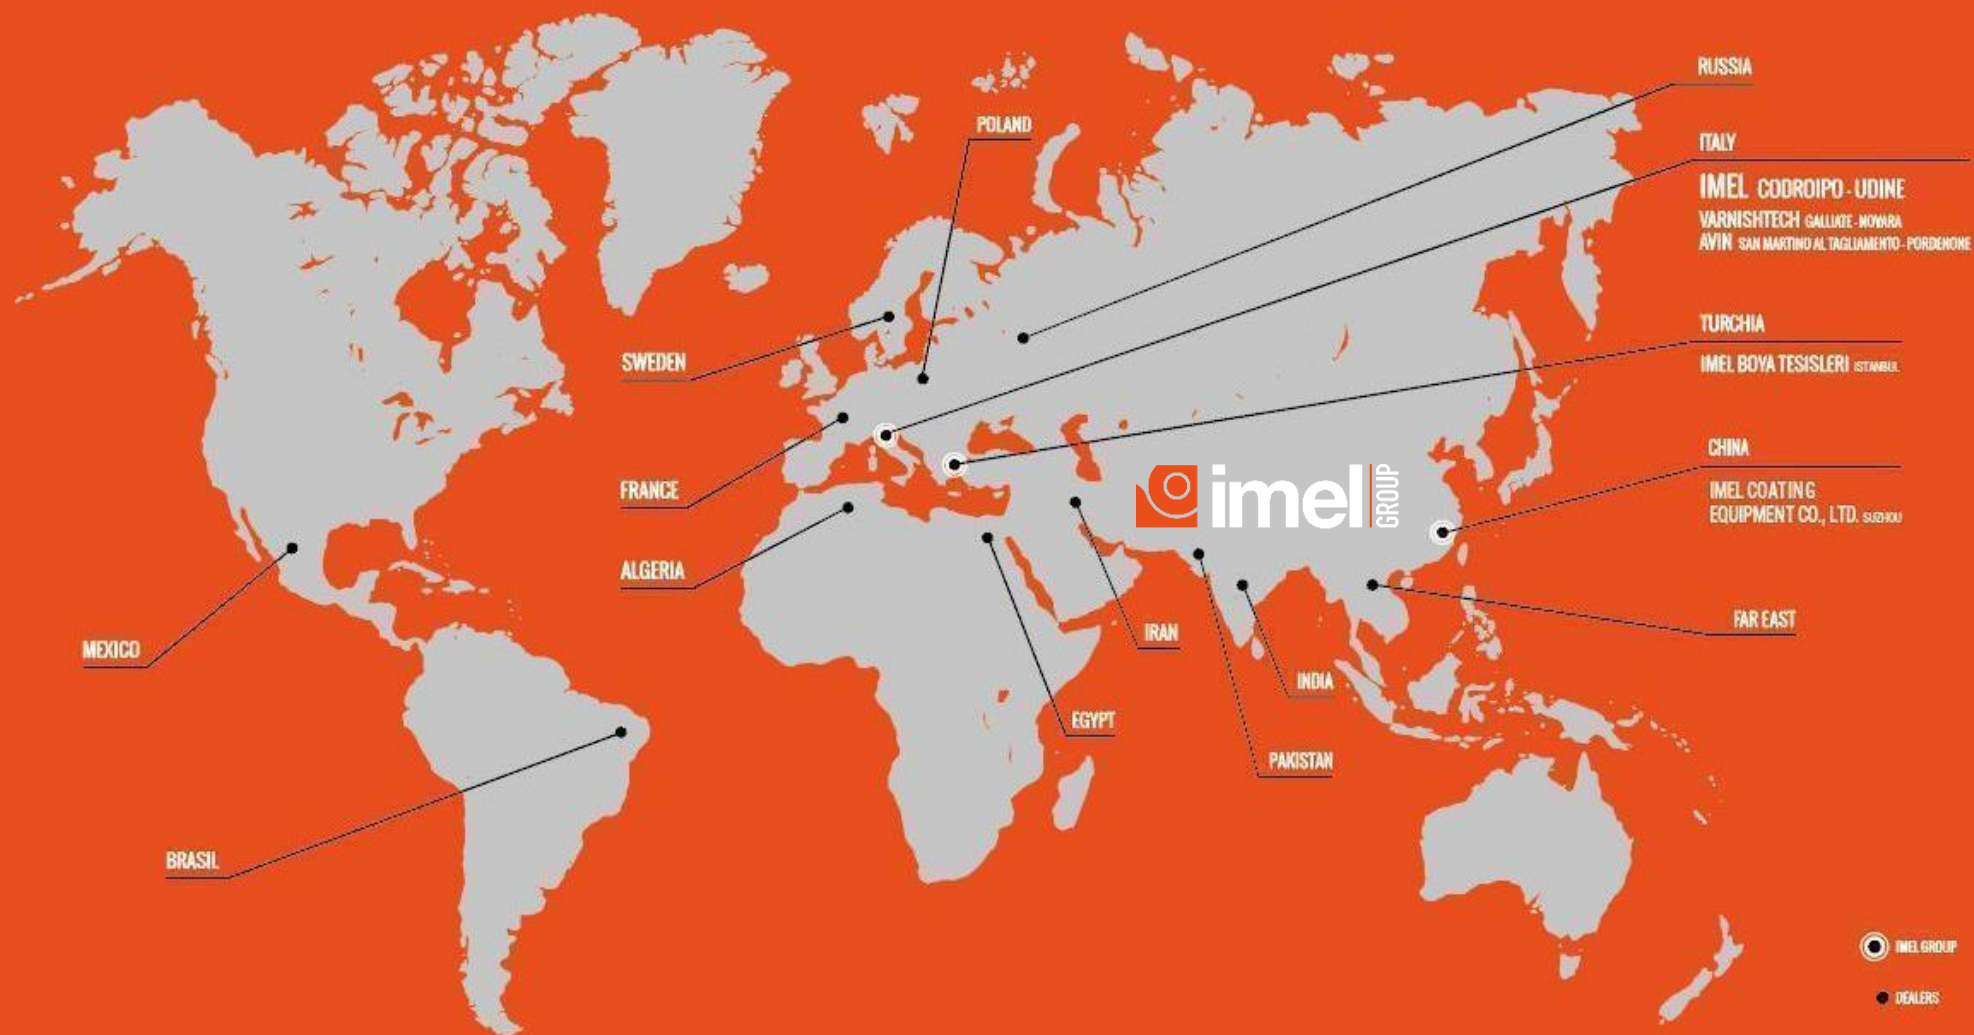 RUSSIA
POLAND
ITALY
IMEL CODROIPO - UDINE
VARNISHTECH GALLIATE - NOVARA
AVIN SAN MARTINO AL TAGLIAMENTO - PORDENONE
TURCHIA
IMEL BOYA TESISLERI ISTANBUL
SWEDEN
CHINA
IMEL COATING
EQUIPMENT CO., LTD. SUZHOU
FRANCE
imel GROUP
ALGERIA
FAR EAST
IRAN
MEXICO
INDIA
EGYPT
PAKISTAN
BRASIL
IMEL GROUP
DEALERS